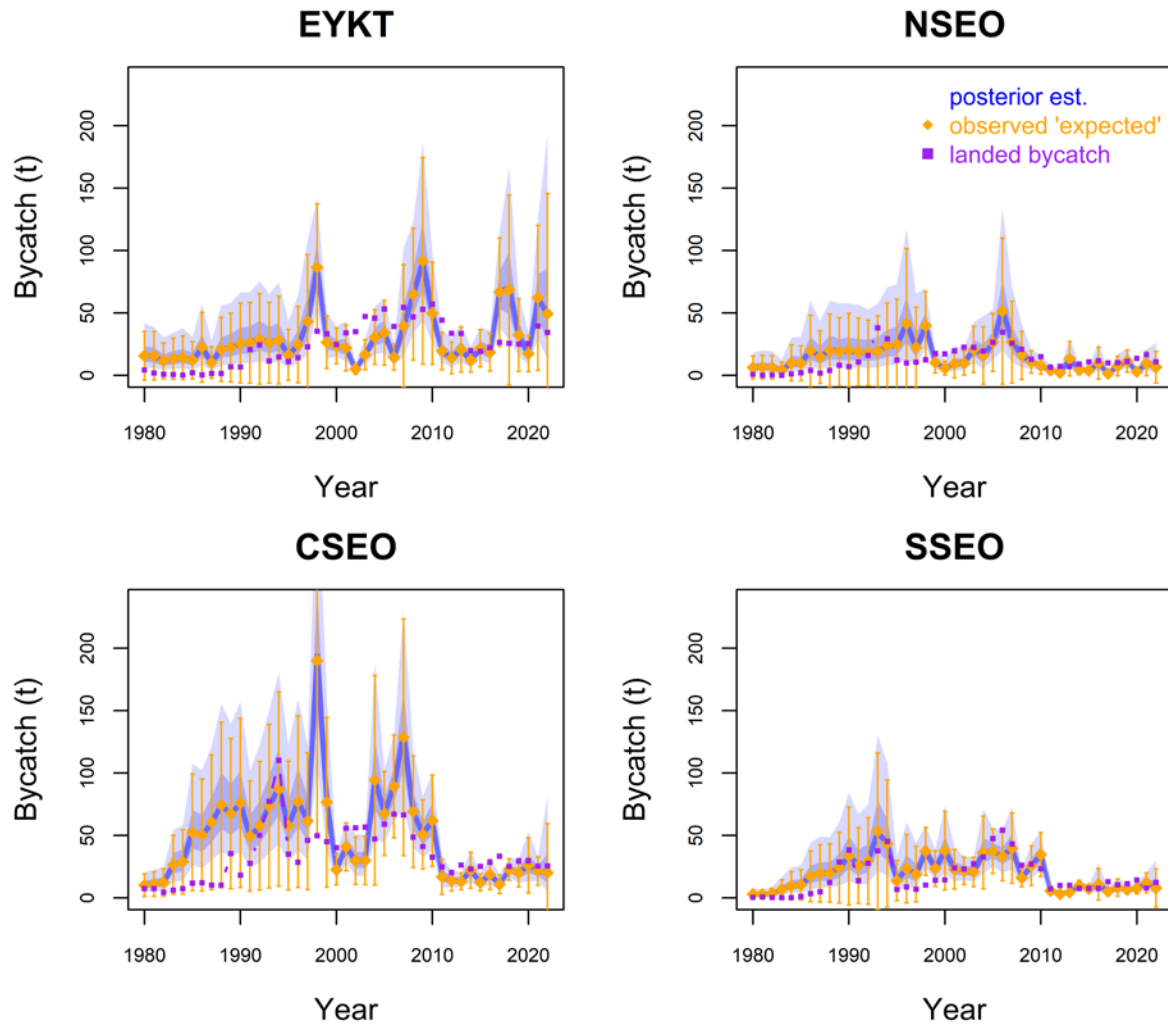 EYKT
Bycatch (t)
200
150
100
50
0
1980 1990 2000 2010 2020
Year
NSEO
posterior est.
observed 'expected'
landed bycatch
Bycatch (t)
200
150
100
50
0
1980 1990 2000 2010 2020
Year
CSEO
Bycatch (t)
200
150
100
50
0
1980 1990 2000 2010 2020
Year
SSEO
Bycatch (t)
200
150
100
50
0
1980 1990 2000 2010 2020
Year